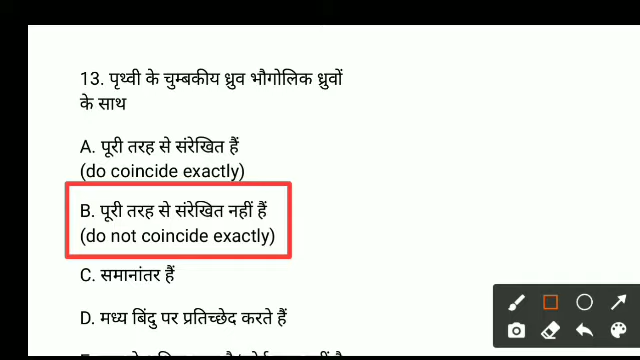 13. पृथ्वी के चुम्बकीय ध्रुव भौगोलिक ध्रुवों
के साथ
A. पूरी तरह से संरेखित हैं
(do coincide exactly)
B. पूरी तरह से संरेखित नहीं हैं
(do not coincide exactly)
C. समानांतर हैं
D. मध्य बिंदु पर प्रतिच्छेद करते हैं